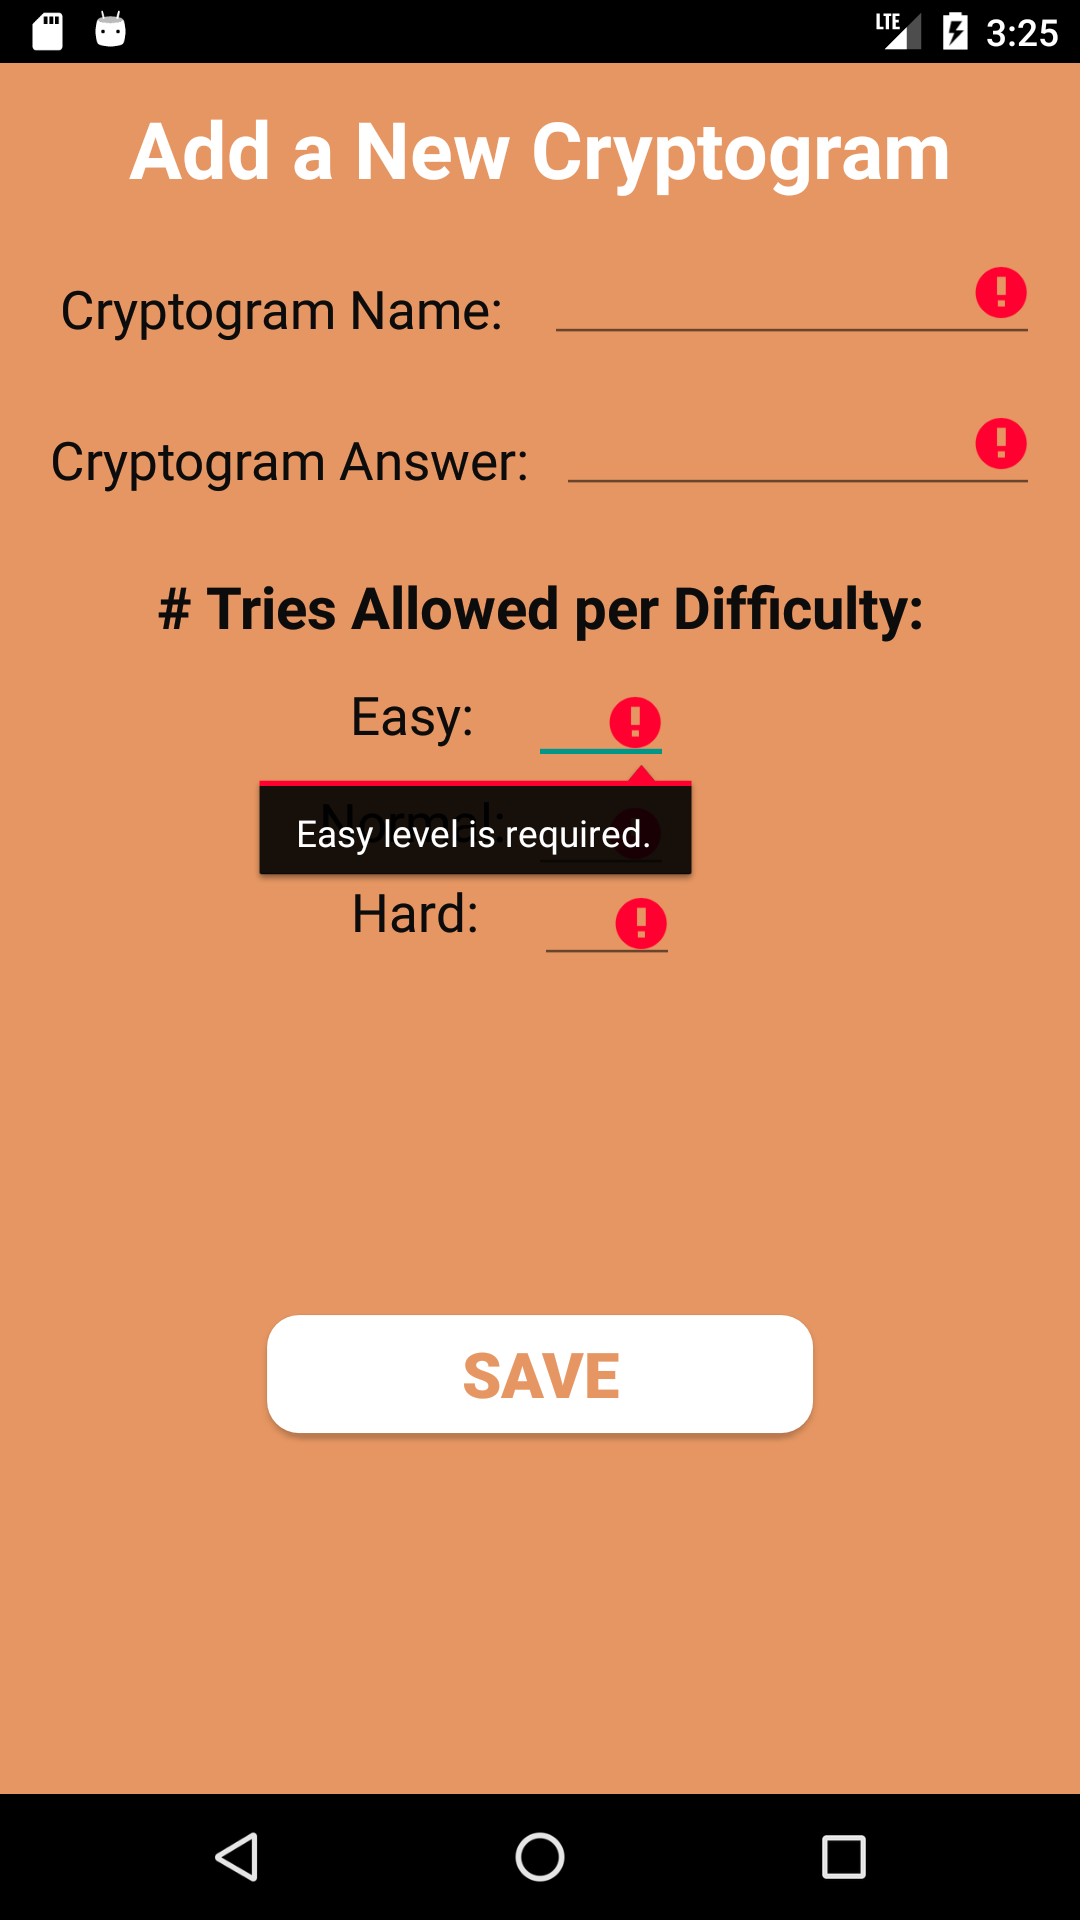 LTE 3:25
Add a New Cryptogram
Cryptogram Name:
Cryptogram Answer:
# Tries Allowed per Difficulty:
Easy:
Normal:
Easy level is required.
Hard:
SAVE